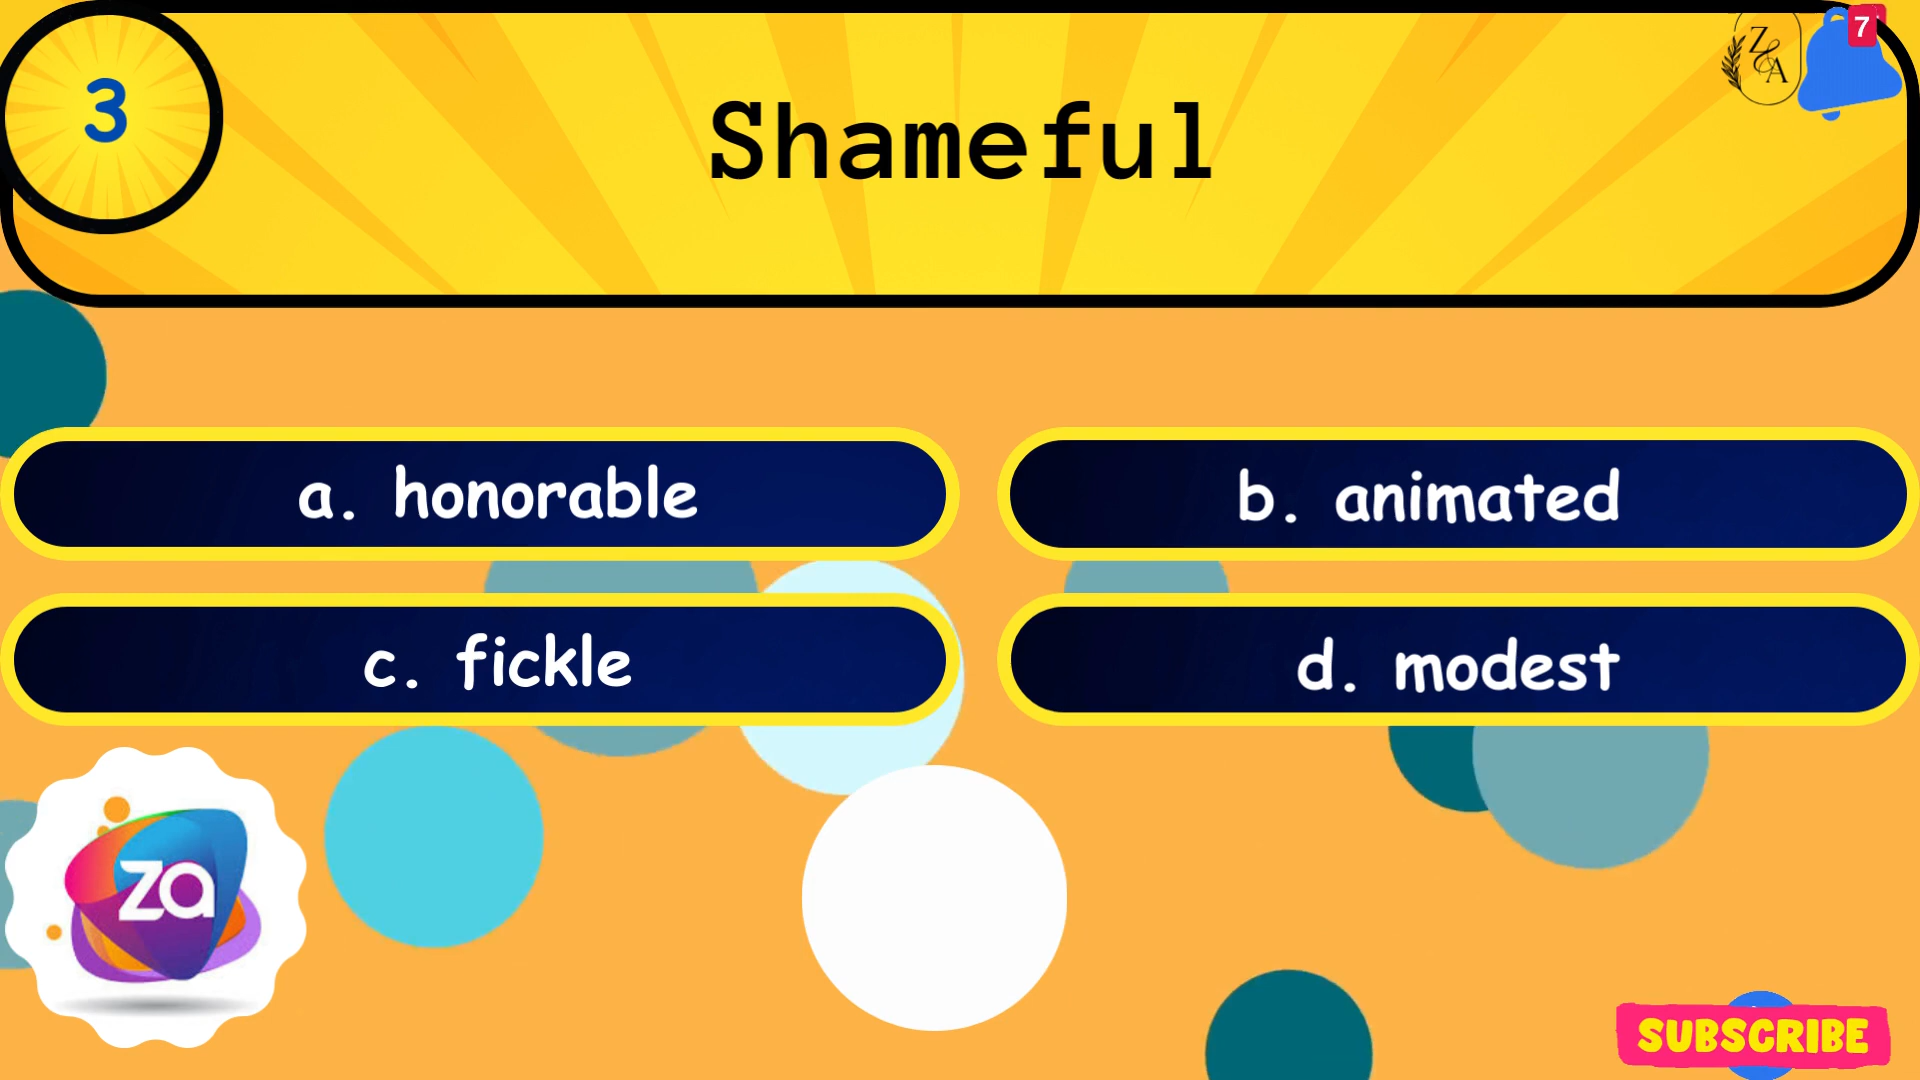 3
Shameful
Z&A
7
a. honorable
b. animated
c. fickle
d. modest
za
SUBSCRIBE